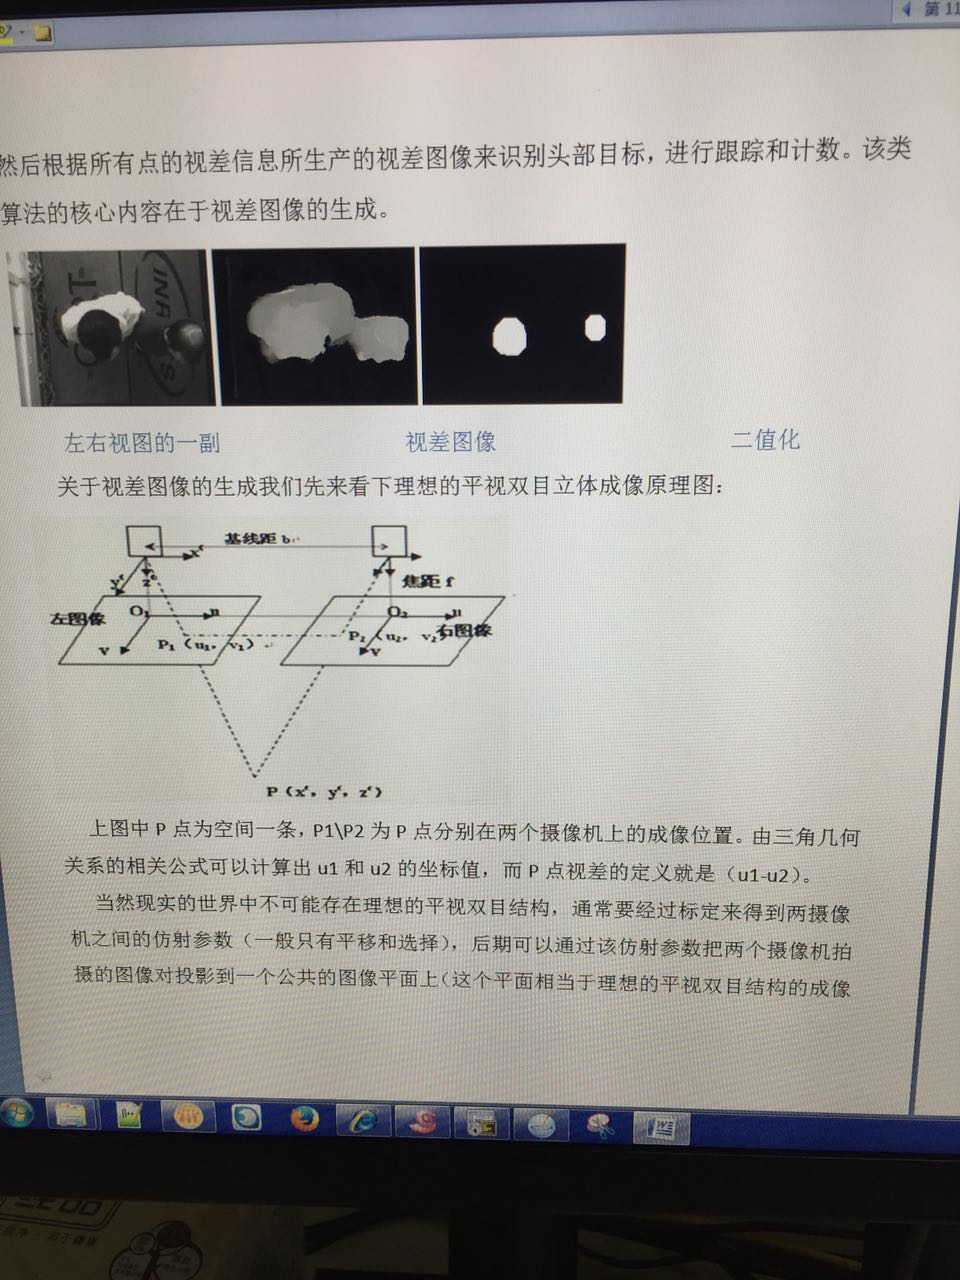 第 11
然后根据所有点的视差信息所生产的视差图像来识别头部目标，进行跟踪和计数。该类
算法的核心内容在于视差图像的生成。
左右视图的一副 视差图像 二值化
关于视差图像的生成我们先来看下理想的平视双目立体成像原理图：
基线距 b
xᶜ
yᶜ zᶜ 焦距 f
左图像 O₁ u O₂ u
v P₁（u₁，v₁） P₂（u₂，v₂） 右图像
v
P（xᶜ，yᶜ，zᶜ）
上图中 P 点为空间一条，P1\P2 为 P 点分别在两个摄像机上的成像位置。由三角几何
关系的相关公式可以计算出 u1 和 u2 的坐标值，而 P 点视差的定义就是（u1-u2）。
当然现实的世界中不可能存在理想的平视双目结构，通常要经过标定来得到两摄像
机之间的仿射参数（一般只有平移和选择），后期可以通过该仿射参数把两个摄像机拍
摄的图像对投影到一个公共的图像平面上（这个平面相当于理想的平视双目结构的成像